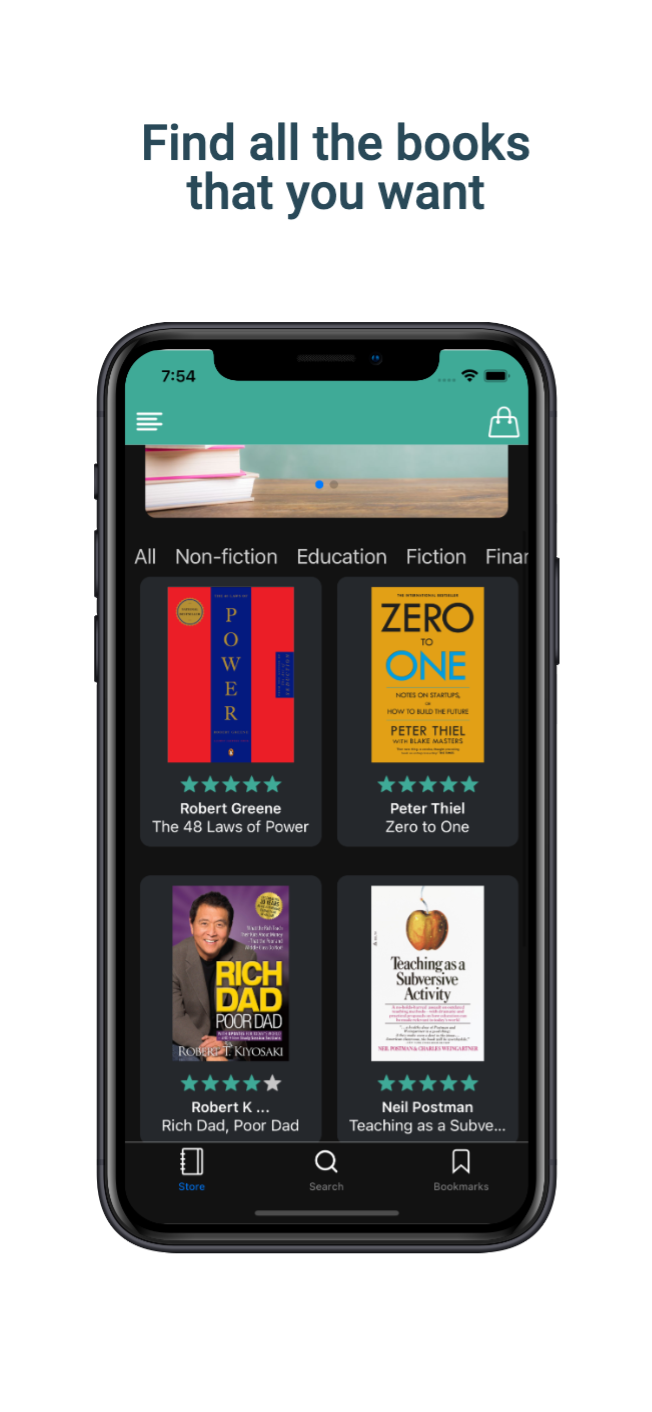 Find all the books
that you want
7:54
All Non-fiction Education Fiction Finan
P
O
W
E
R
ZERO
TO
ONE
NOTES ON STARTUPS,
OR
HOW TO BUILD THE FUTURE
PETER THIEL
WITH BLAKE MASTERS
Robert Greene
The 48 Laws of Power
Peter Thiel
Zero to One
RICH
DAD
POOR DAD
ROBERT T. KIYOSAKI
Teaching as a
Subversive
Activity
NEIL POSTMAN & CHARLES WEINGARTNER
Robert K ...
Rich Dad, Poor Dad
Neil Postman
Teaching as a Subve...
Store Search Bookmarks